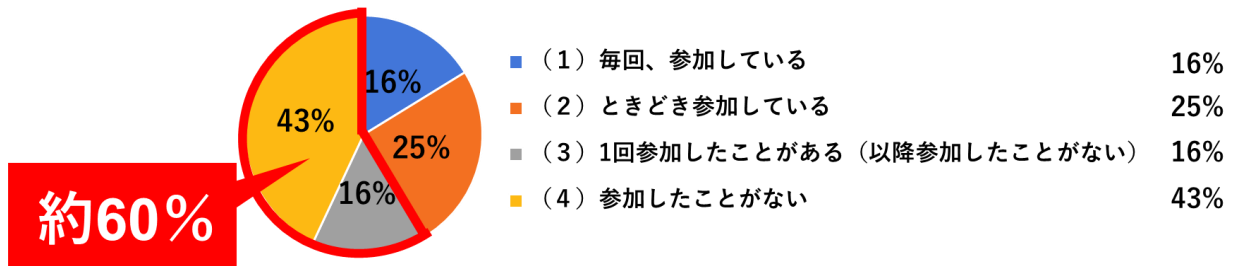 16%
25%
16%
43%
約60％
（１）毎回、参加している 16%
（２）ときどき参加している 25%
（３）1回参加したことがある（以降参加したことがない） 16%
（４）参加したことがない 43%